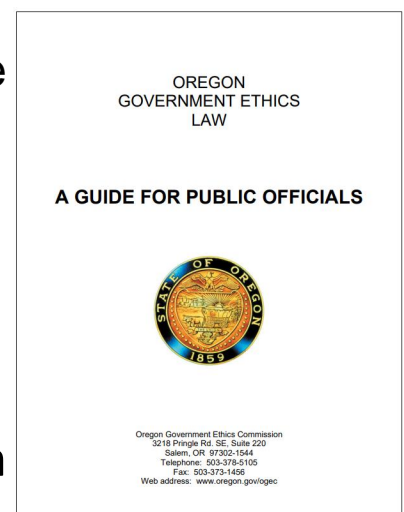 e
OREGON
GOVERNMENT ETHICS
LAW
A GUIDE FOR PUBLIC OFFICIALS
STATE OF OREGON
1859
Oregon Government Ethics Commission
3218 Pringle Rd. SE, Suite 220
Salem, OR 97302-1544
Telephone: 503-378-5105
Fax: 503-373-1456
Web address: www.oregon.gov/ogec
n